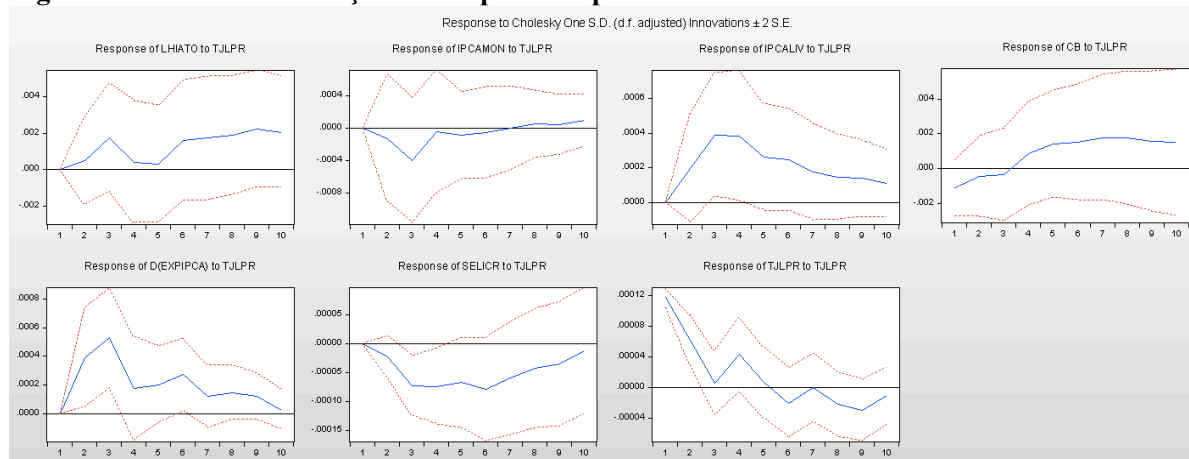 Response to Cholesky One S.D. (d.f. adjusted) Innovations ± 2 S.E.
Response of LHIATO to TJLPR
.004
.002
.000
-.002
1 2 3 4 5 6 7 8 9 10
Response of IPCAMON to TJLPR
.0004
.0000
-.0004
-.0008
1 2 3 4 5 6 7 8 9 10
Response of IPCALIV to TJLPR
.0006
.0004
.0002
.0000
1 2 3 4 5 6 7 8 9 10
Response of CB to TJLPR
.004
.002
.000
-.002
1 2 3 4 5 6 7 8 9 10
Response of D(EXPIPCA) to TJLPR
.0008
.0006
.0004
.0002
.0000
1 2 3 4 5 6 7 8 9 10
Response of SELICR to TJLPR
.00005
.00000
-.00005
-.00010
-.00015
1 2 3 4 5 6 7 8 9 10
Response of TJLPR to TJLPR
.00012
.00008
.00004
.00000
-.00004
1 2 3 4 5 6 7 8 9 10